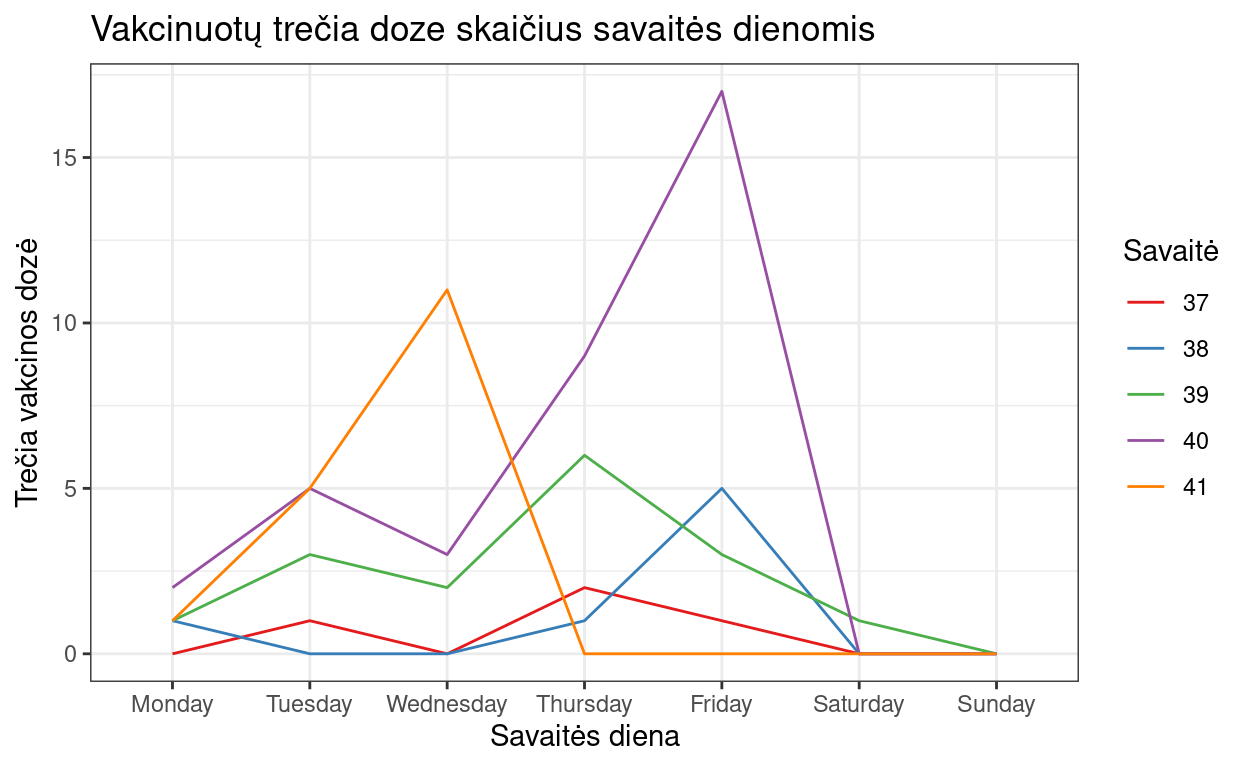 Vakcinuotų trečia doze skaičius savaitės dienomis
Trečia vakcinos dozė
15
10
5
0
Monday Tuesday Wednesday Thursday Friday Saturday Sunday
Savaitės diena
Savaitė
37
38
39
40
41